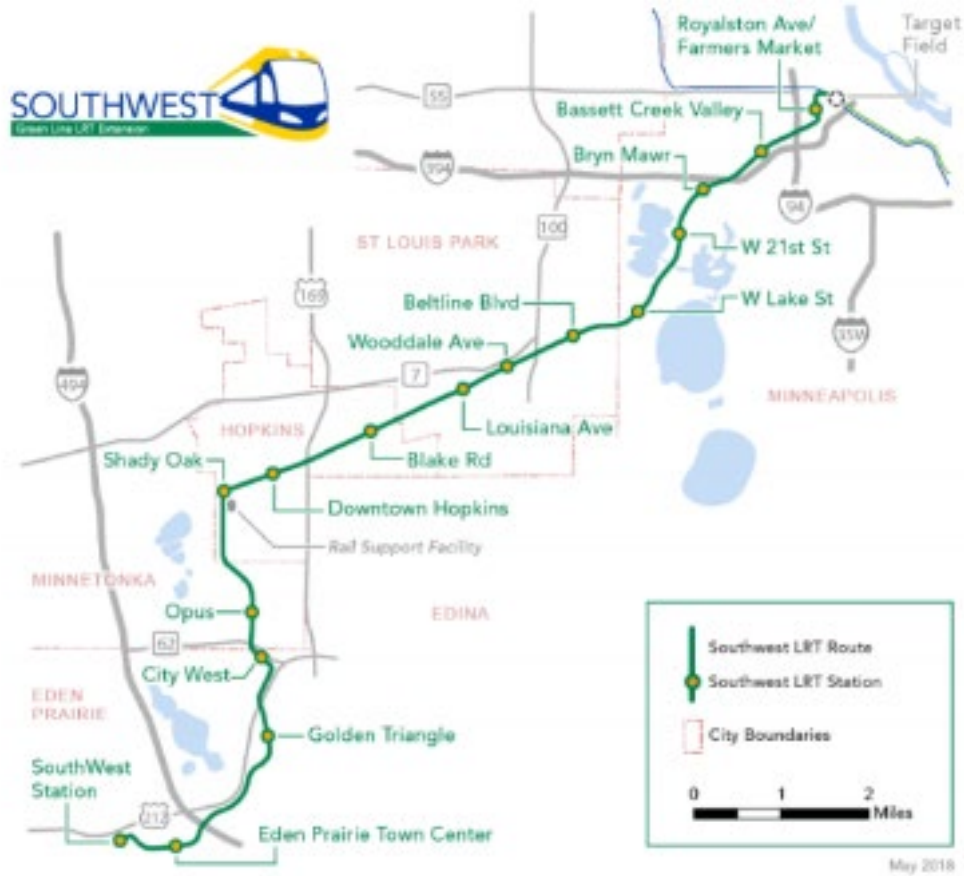 SOUTHWEST
Green Line LRT Extension
Royalston Ave/
Farmers Market
Target
Field
55
Bassett Creek Valley
394
Bryn Mawr
94
100
ST LOUIS PARK
W 21st St
169
Beltline Blvd
W Lake St
Wooddale Ave
35W
494
7
MINNEAPOLIS
HOPKINS
Louisiana Ave
Shady Oak
Blake Rd
Downtown Hopkins
Rail Support Facility
MINNETONKA
Opus
EDINA
62
City West
EDEN
PRAIRIE
Golden Triangle
SouthWest
Station
212
Eden Prairie Town Center
Southwest LRT Route
Southwest LRT Station
City Boundaries
0 1 2
Miles
May 2018